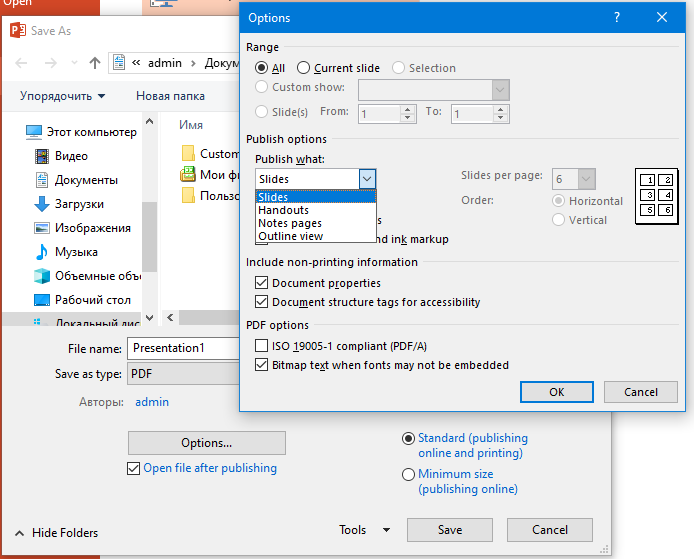 Open
Save As
« admin » Докум
Упорядочить Новая папка
Этот компьютер
Видео
Документы
Загрузки
Изображения
Музыка
Объемные объ
Рабочий стол
Локальный дис
Имя
Custom
Мои фи
Пользо
File name: Presentation1
Save as type: PDF
Авторы: admin
Options...
Open file after publishing
Standard (publishing
online and printing)
Minimum size
(publishing online)
Hide Folders
Tools
Save
Cancel
Options
Range
All Current slide Selection
Custom show:
Slide(s) From: 1 To: 1
Publish options
Publish what:
Slides
Slides
Handouts
Notes pages
Outline view
Slides per page: 6
Order: Horizontal
Vertical
1 2
3 4
5 6
nd ink markup
Include non-printing information
Document properties
Document structure tags for accessibility
PDF options
ISO 19005-1 compliant (PDF/A)
Bitmap text when fonts may not be embedded
OK
Cancel